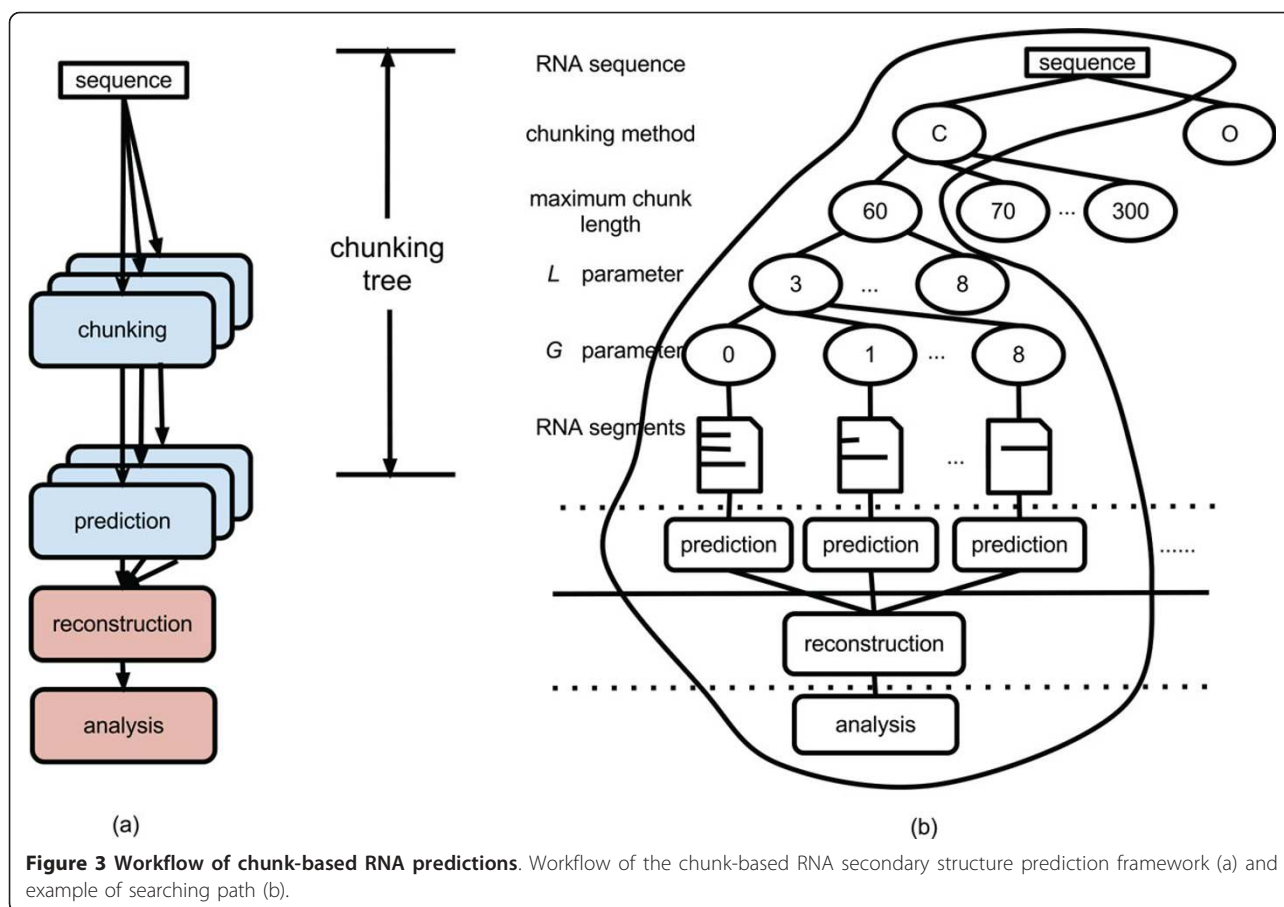 sequence
chunking
prediction
reconstruction
analysis
(a)
chunking
tree
RNA sequence
sequence
chunking method
C
O
maximum chunk
length
60
70
...
300
L parameter
3
...
8
G parameter
0
1
...
8
RNA segments
...
prediction
prediction
prediction
......
reconstruction
analysis
(b)
Figure 3 Workflow of chunk-based RNA predictions. Workflow of the chunk-based RNA secondary structure prediction framework (a) and
example of searching path (b).